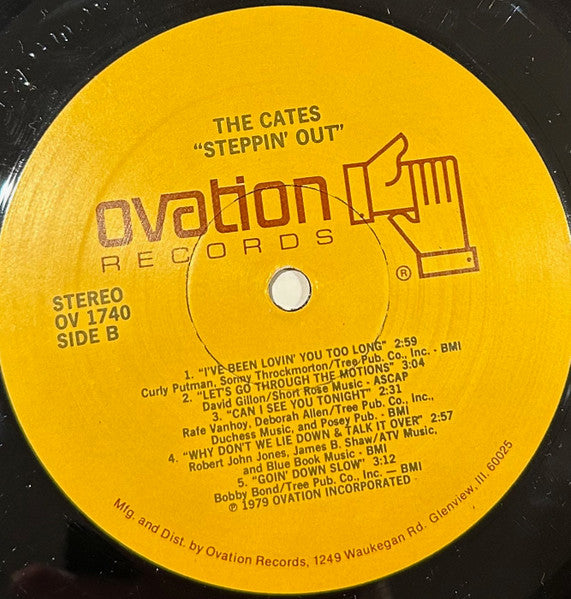 THE CATES
"STEPPIN' OUT"
ovation
RECORDS
®
STEREO
OV 1740
SIDE B
1. "I'VE BEEN LOVIN' YOU TOO LONG" 2:59
Curly Putman, Sonny Throckmorton/Tree Pub. Co., Inc. - BMI
2. "LET'S GO THROUGH THE MOTIONS" 3:04
David Gillon/Short Rose Music - ASCAP
3. "CAN I SEE YOU TONIGHT" 2:31
Rafe Vanhoy, Deborah Allen/Tree Pub. Co., Inc.,
Duchess Music, and Posey Pub. - BMI
4. "WHY DON'T WE LIE DOWN & TALK IT OVER" 2:57
Robert John Jones, James B. Shaw/ATV Music,
and Blue Book Music - BMI
5. "GOIN' DOWN SLOW" 3:12
Bobby Bond/Tree Pub. Co., Inc. — BMI
℗ 1979 OVATION INCORPORATED
Mfg. and Dist. by Ovation Records, 1249 Waukegan Rd. Glenview, Ill. 60025